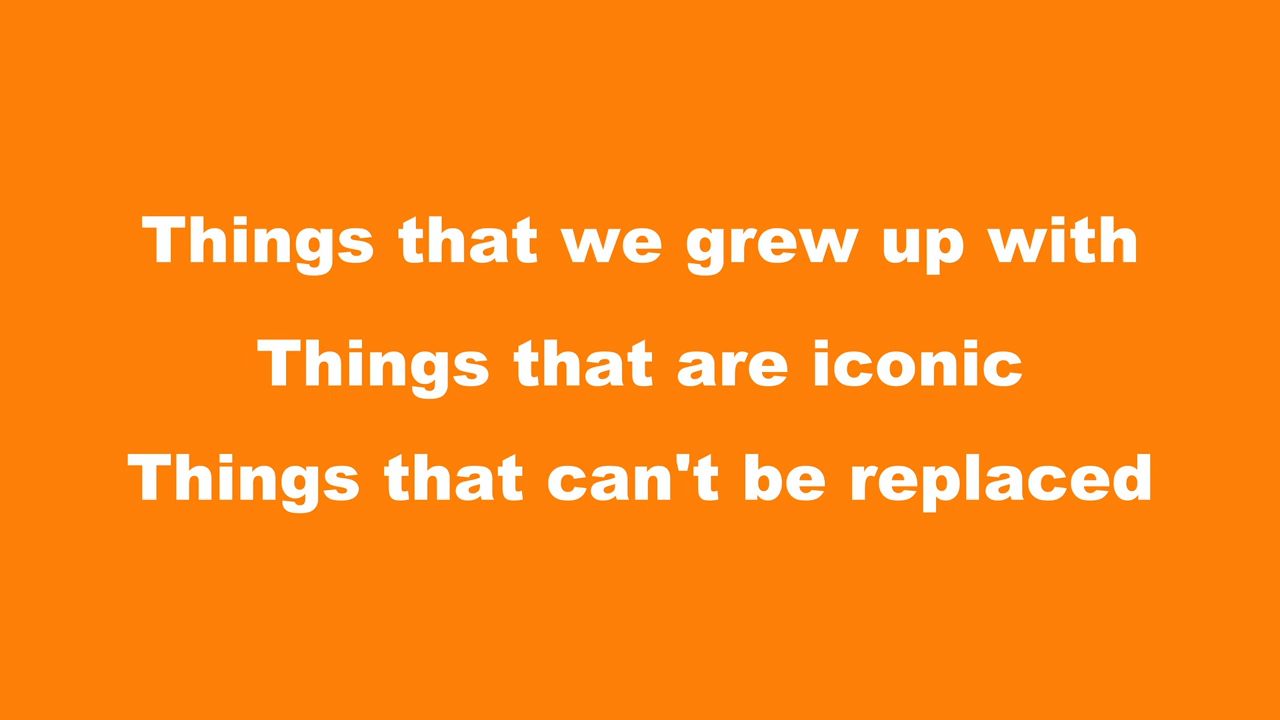 Things that we grew up with
Things that are iconic
Things that can't be replaced